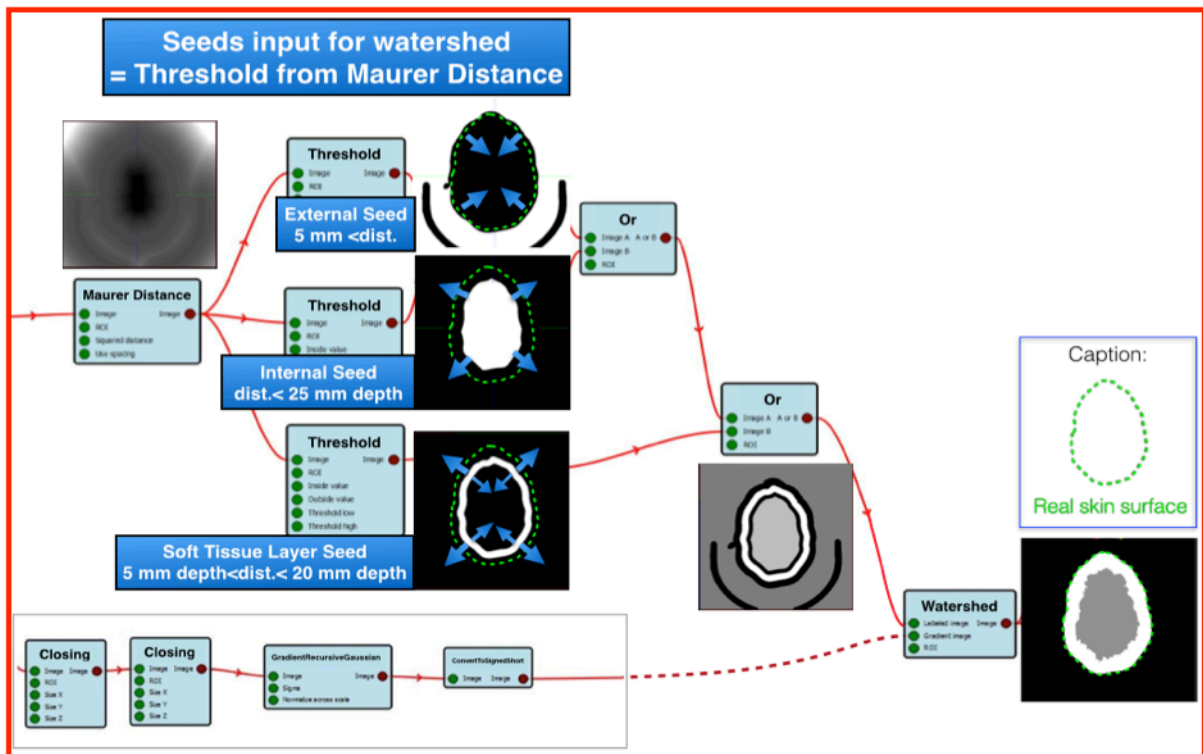 Seeds input for watershed
= Threshold from Maurer Distance
Threshold
Image Image
ROI
External Seed
5 mm <dist.
Or
Image A A or B
Image B
ROI
Maurer Distance
Image Image
ROI
Squared distance
Use spacing
Threshold
Image Image
ROI
Inside value
Internal Seed
dist.< 25 mm depth
Caption:
Real skin surface
Or
Image A A or B
Image B
ROI
Threshold
Image Image
ROI
Inside value
Outside value
Threshold low
Threshold high
Soft Tissue Layer Seed
5 mm depth<dist.< 20 mm depth
Watershed
Labeled image Image
Gradient image
ROI
Closing
Image Image
ROI
Size X
Size Y
Size Z
Closing
Image Image
ROI
Size X
Size Y
Size Z
GradientRecursiveGaussian
Image Image
Sigma
Normalize across scale
ConvertToSignedShort
Image Image